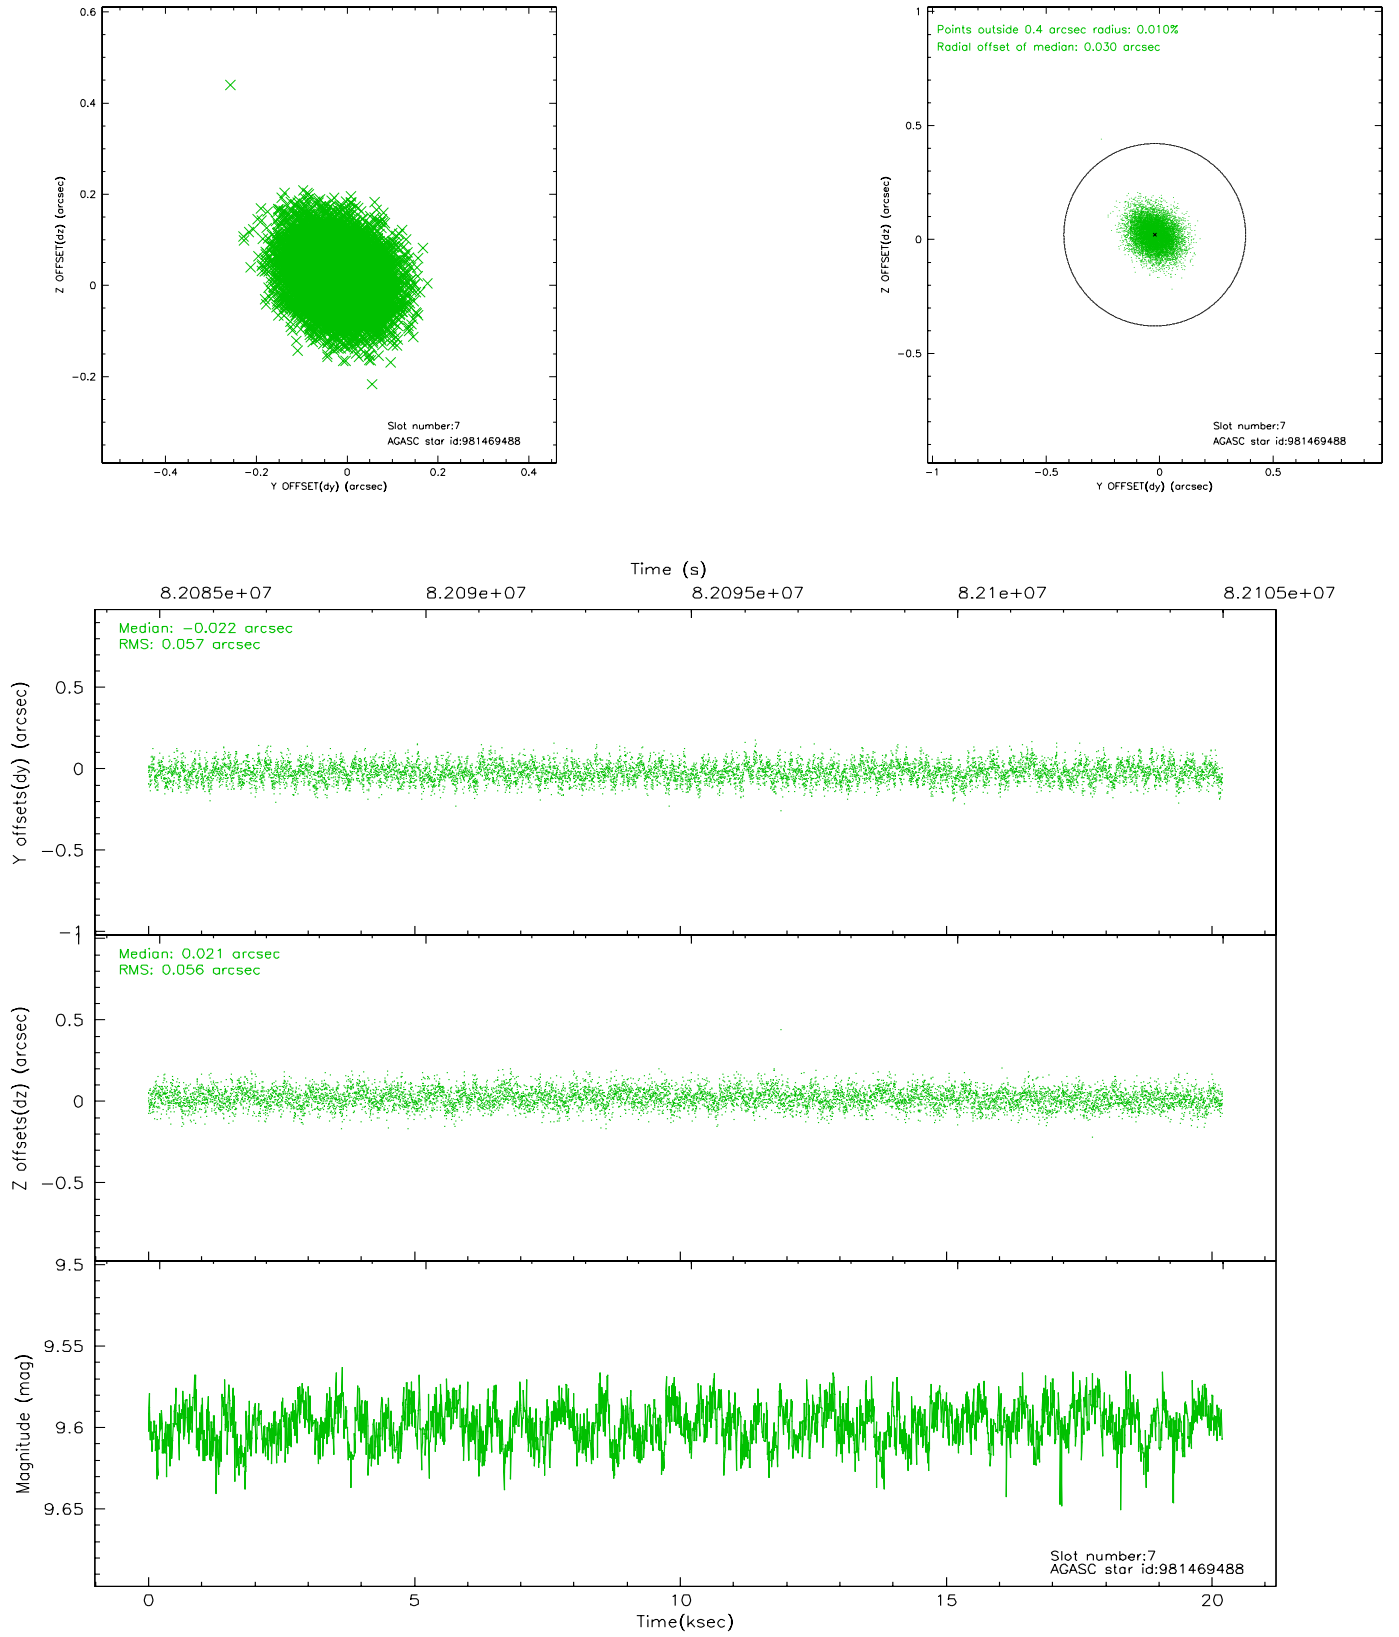 0.6
0.4
0.2
0
−0.2
Z OFFSET(dz) (arcsec)
Slot number:7
AGASC star id:981469488
−0.4
−0.2
0
0.2
0.4
Y OFFSET(dy) (arcsec)
1
0.5
0
−0.5
Z OFFSET(dz) (arcsec)
Points outside 0.4 arcsec radius: 0.010%
Radial offset of median: 0.030 arcsec
Slot number:7
AGASC star id:981469488
−1
−0.5
0
0.5
Y OFFSET(dy) (arcsec)
Time (s)
8.2085e+07
8.209e+07
8.2095e+07
8.21e+07
8.2105e+07
Median: −0.022 arcsec
RMS: 0.057 arcsec
0.5
0
−0.5
−1
Y offsets(dy) (arcsec)
Median: 0.021 arcsec
RMS: 0.056 arcsec
1
0.5
0
−0.5
Z offsets(dz) (arcsec)
9.5
9.55
9.6
9.65
Magnitude (mag)
Slot number:7
AGASC star id:981469488
0
5
10
15
20
Time(ksec)